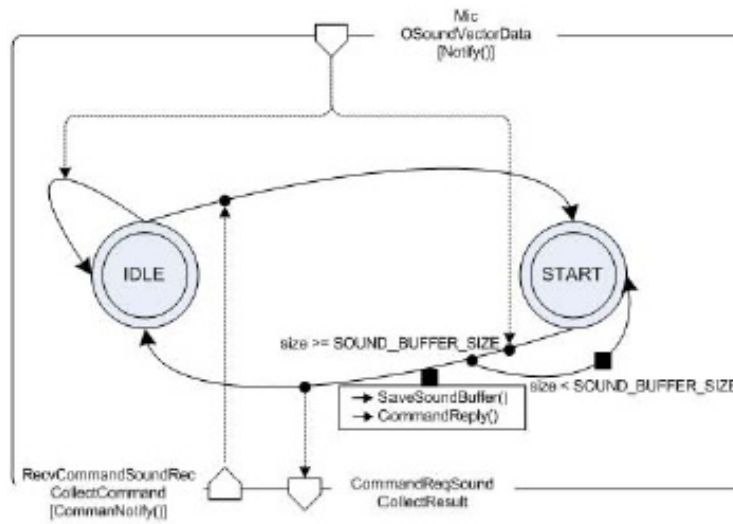 Mic
OSoundVectorData
[Notify()]
IDLE
START
size >= SOUND_BUFFER_SIZE
size < SOUND_BUFFER_SIZE
SaveSoundBuffer()
CommandReply()
RecvCommandSoundRec
CollectCommand
[CommanNotify()]
CommandReqSound
CollectResult